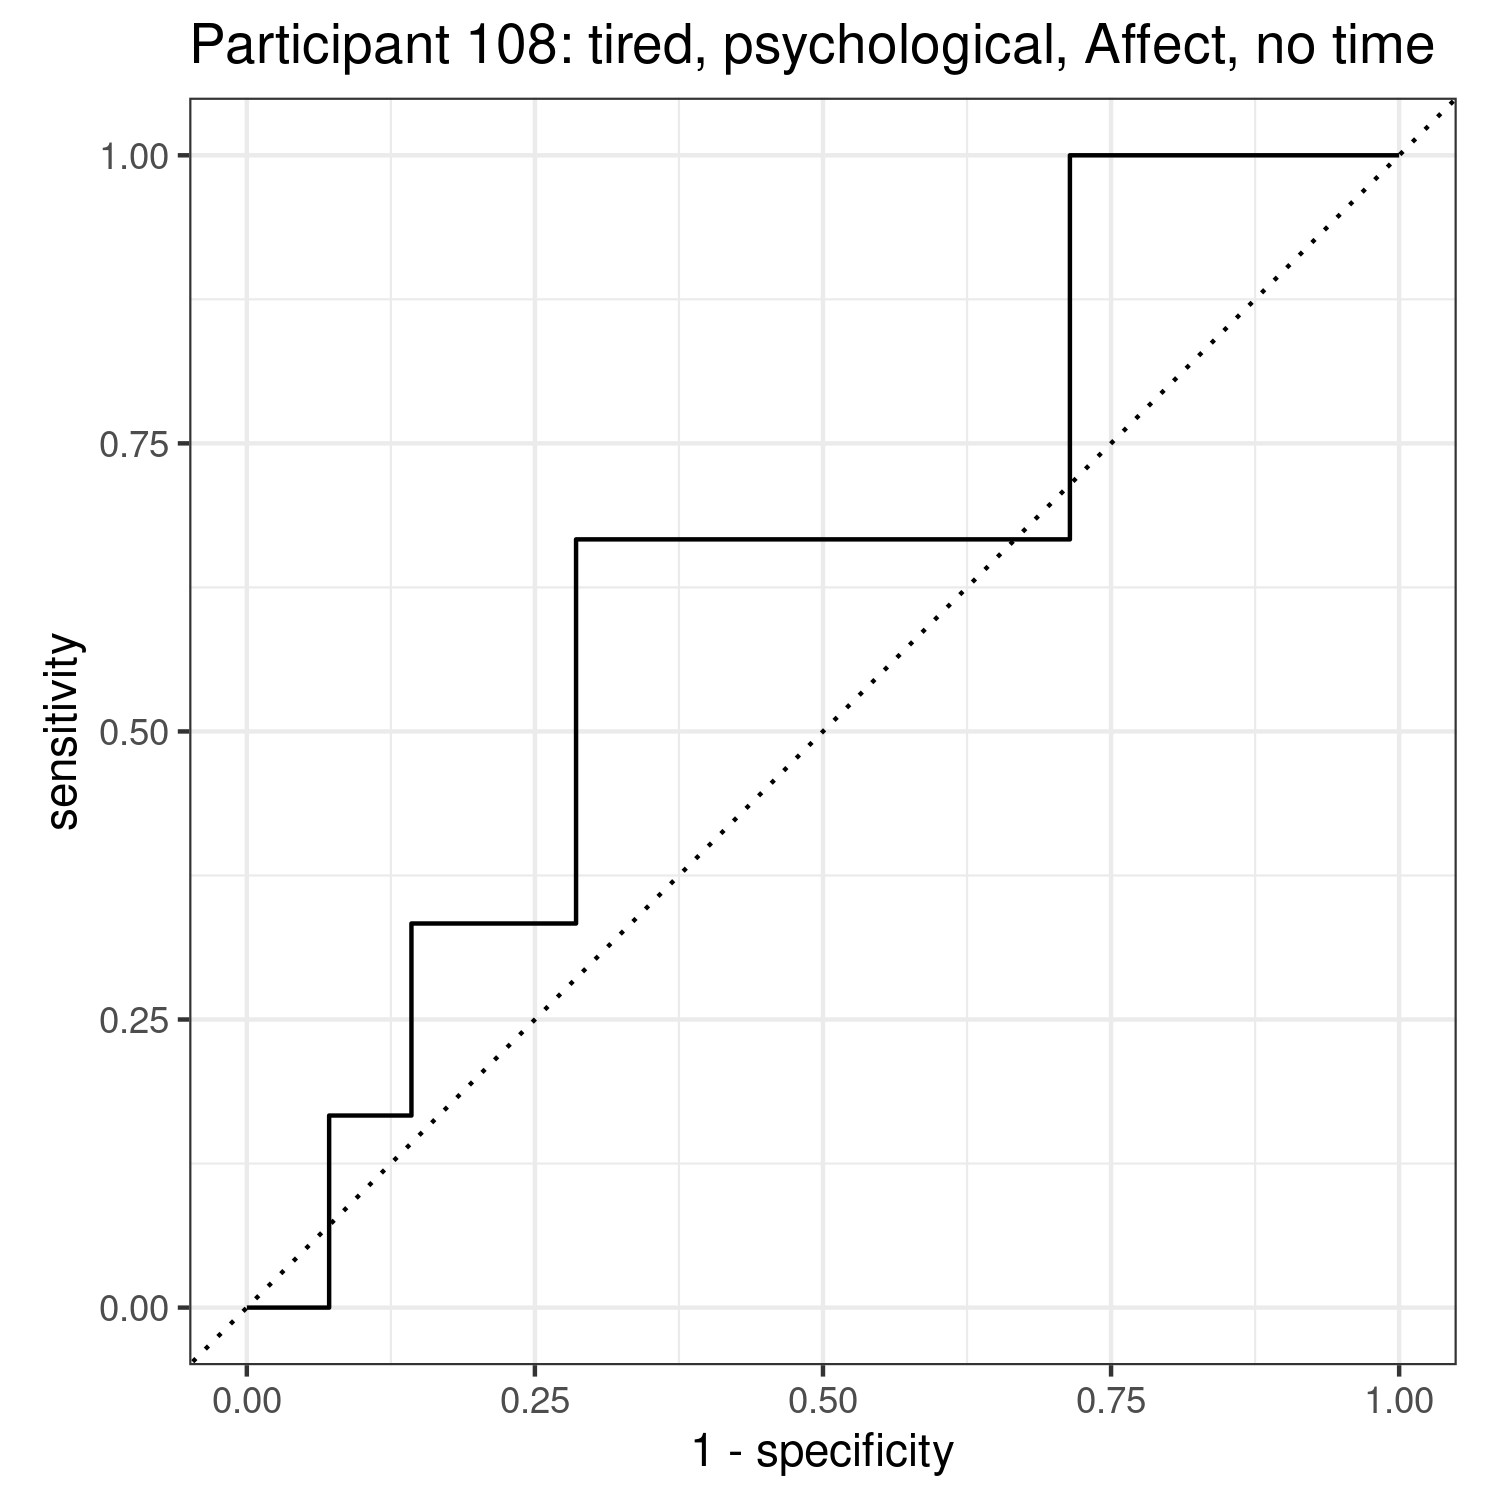 Participant 108: tired, psychological, Affect, no time
sensitivity
1.00
0.75
0.50
0.25
0.00
0.00 0.25 0.50 0.75 1.00
1 - specificity